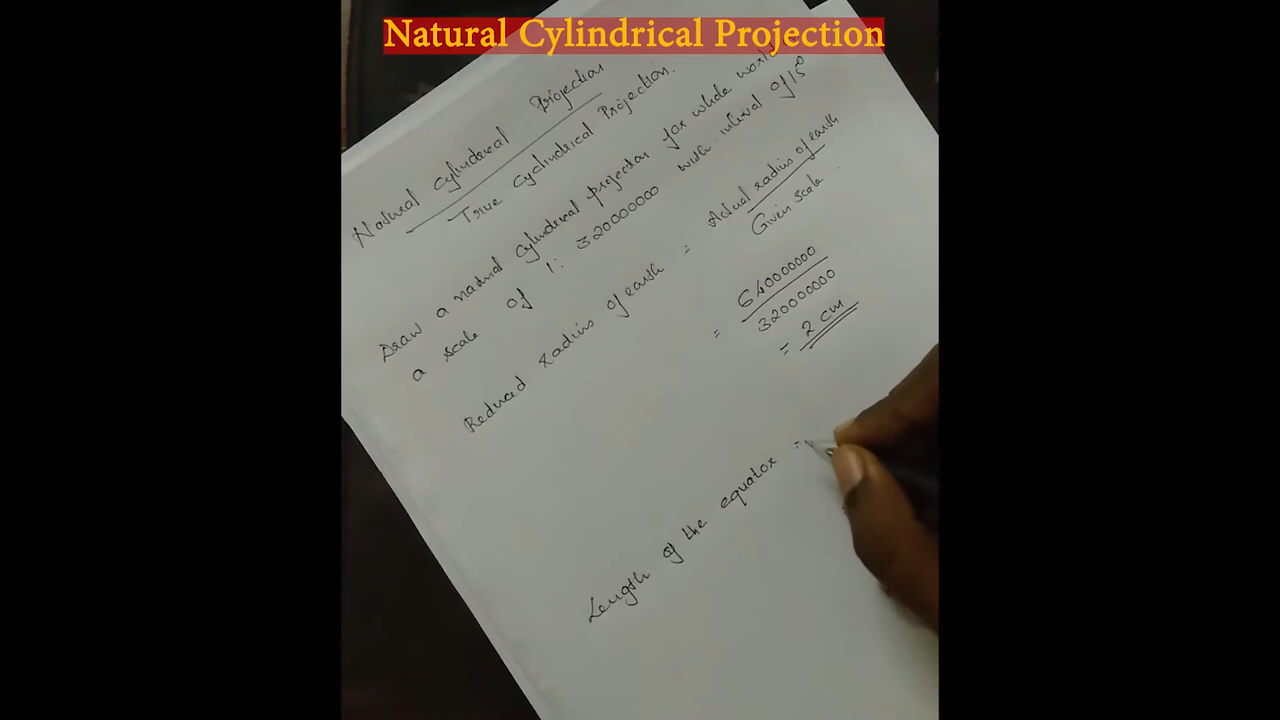 Natural Cylindrical Projection
Natural Cylindrical Projection
True Cyclindrical Projection.
Draw a natural Cylindrical projection for whole world
a scale of 1: 320000000 with interval of 15°
Reduced radius of earth = Actual radius of earth
Given Scale
= 640000000
320000000
= 2 cm
Length of the equator =